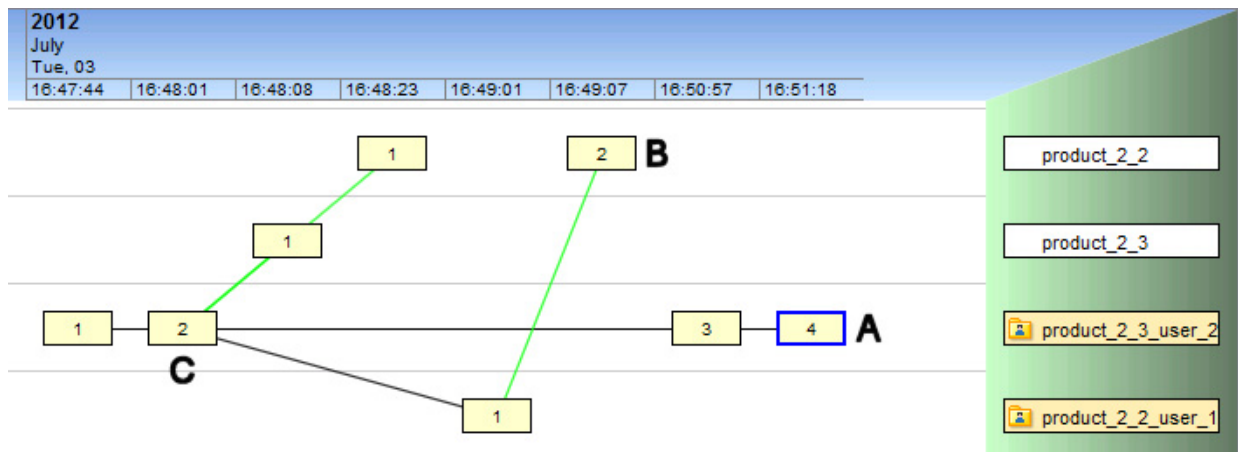 2012
July
Tue, 03
16:47:44 16:48:01 16:48:08 16:48:23 16:49:01 16:49:07 16:50:57 16:51:18
1 2 B product_2_2
1 product_2_3
1 2 3 4 A product_2_3_user_2
C
1 product_2_2_user_1